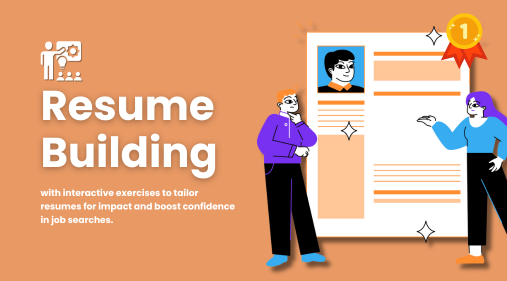 1
Resume
Building
with interactive exercises to tailor
resumes for impact and boost confidence
in job searches.